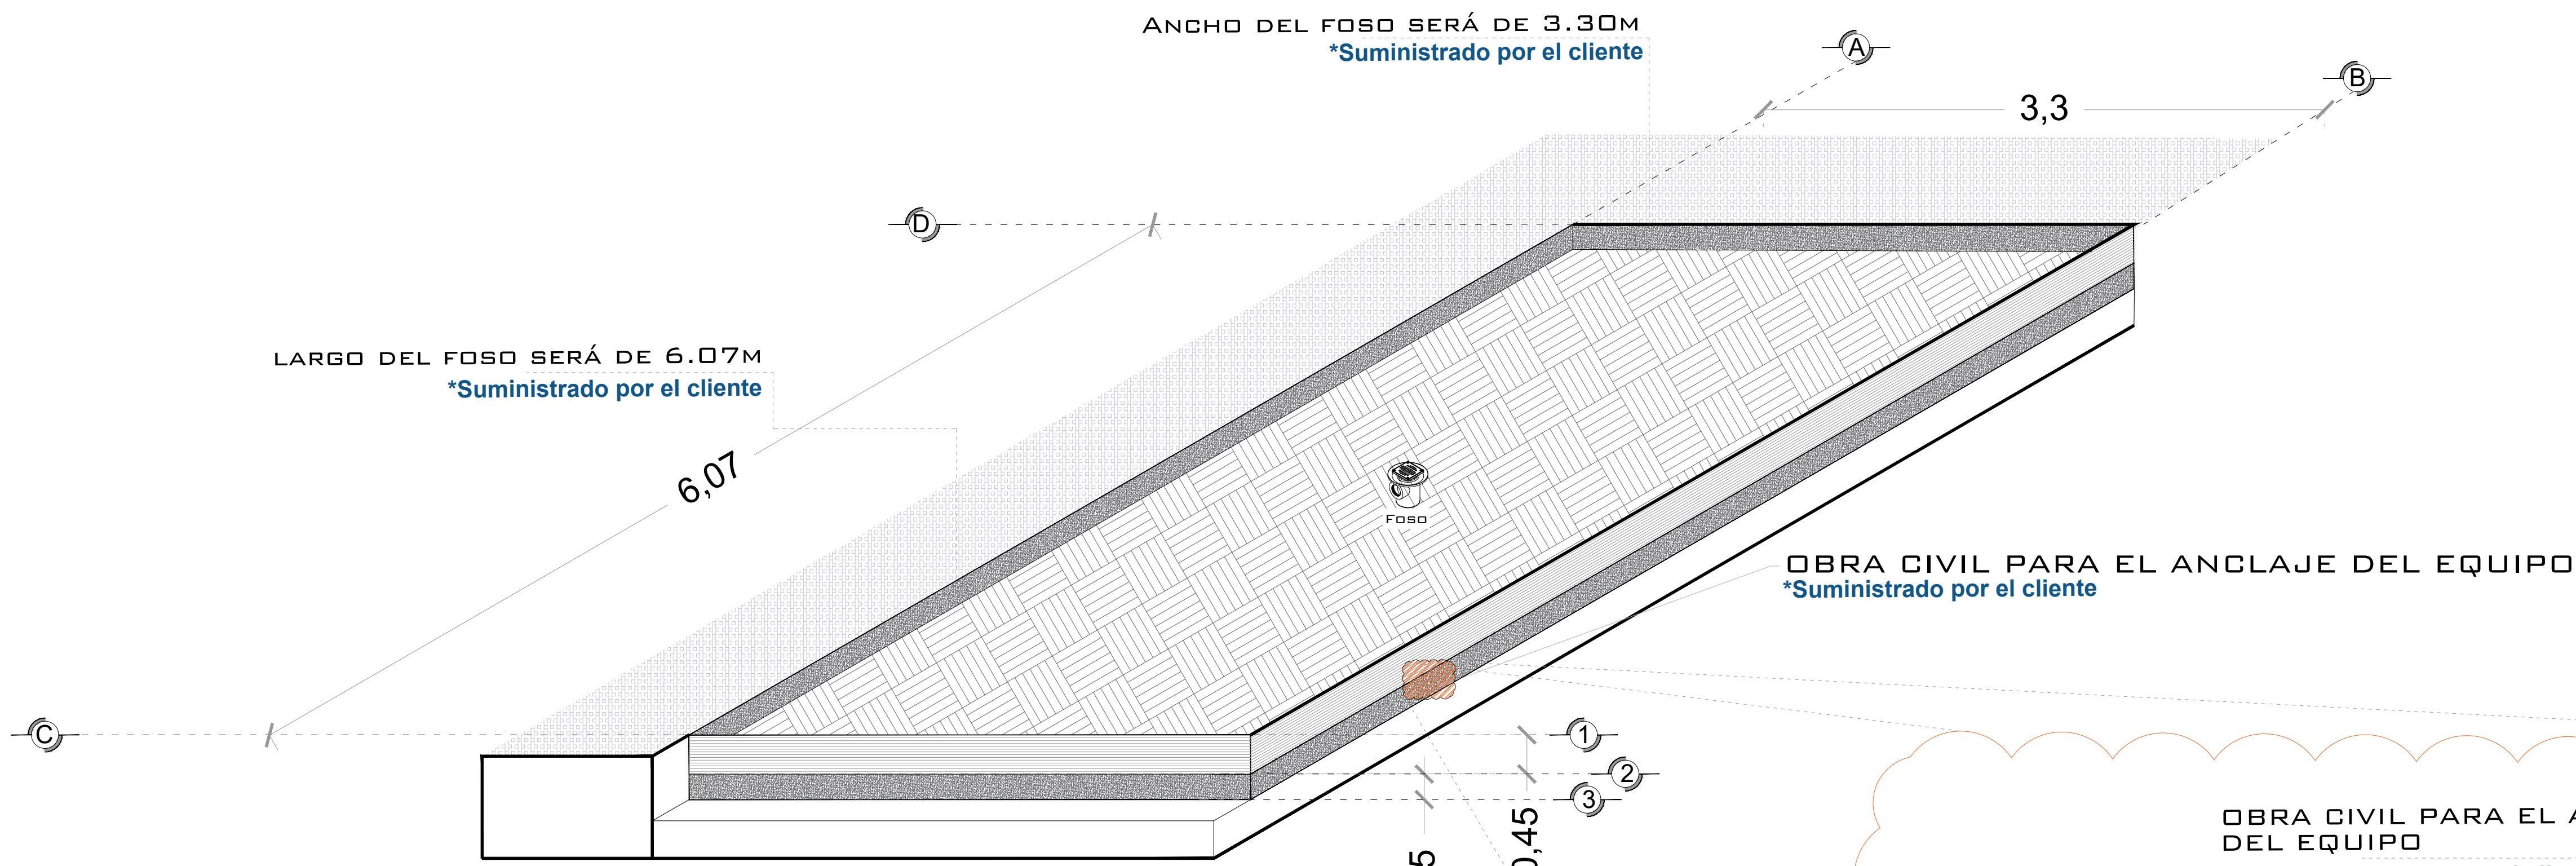 ANCHO DEL FOSO SERÁ DE 3.30M
*Suministrado por el cliente
A
B
3,3
D
LARGO DEL FOSO SERÁ DE 6.07M
*Suministrado por el cliente
6,07
FOSO
OBRA CIVIL PARA EL ANCLAJE DEL EQUIPO
*Suministrado por el cliente
C
1
2
3
0,45
5
OBRA CIVIL PARA EL A
DEL EQUIPO